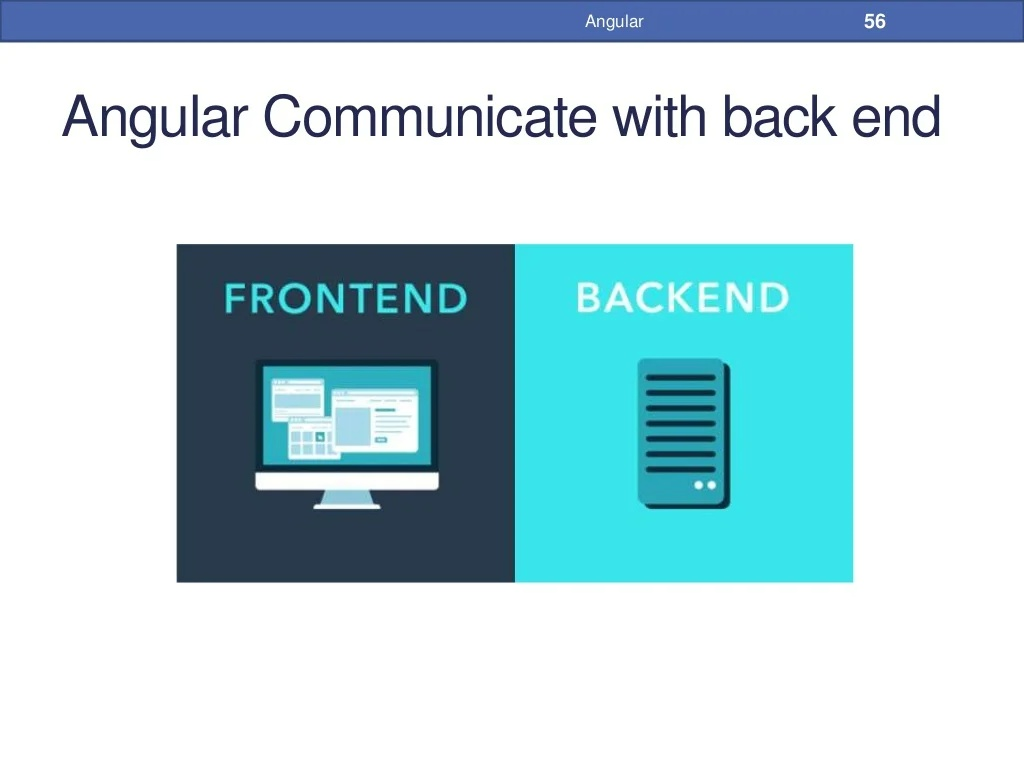 Angular
56
Angular Communicate with back end
FRONTEND
BACKEND